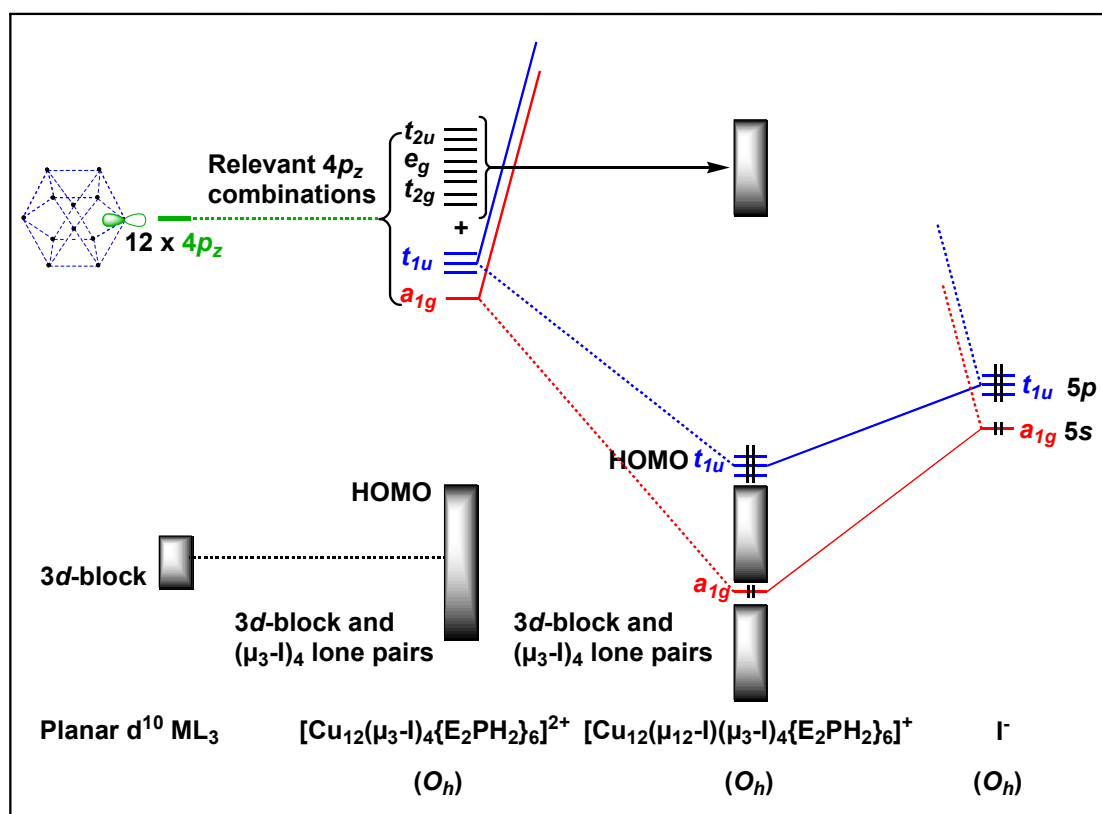 t2u
eg
t2g
Relevant 4pz
combinations
+
12 x 4pz
t1u
a1g
t1u 5p
a1g 5s
HOMO t1u
HOMO
3d-block
a1g
3d-block and
(μ3-I)4 lone pairs
3d-block and
(μ3-I)4 lone pairs
Planar d10 ML3
[Cu12(μ3-I)4{E2PH2}6]2+
[Cu12(μ12-I)(μ3-I)4{E2PH2}6]+
I-
(Oh)
(Oh)
(Oh)